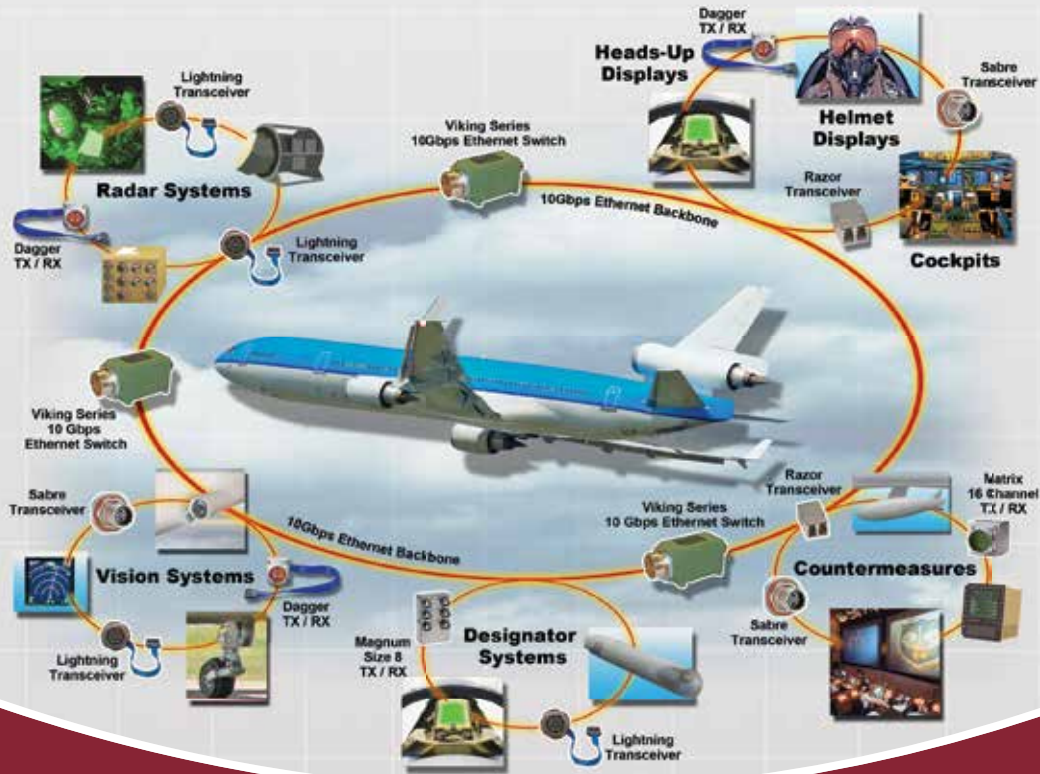 Dagger
TX / RX
Heads-Up
Displays
Sabre
Transceiver
Helmet
Displays
Lightning
Transceiver
Viking Series
10Gbps Ethernet Switch
Razor
Transceiver
Radar Systems
10Gbps Ethernet Backbone
Dagger
TX / RX
Lightning
Transceiver
Cockpits
Viking Series
10 Gbps
Ethernet Switch
Sabre
Transceiver
Razor
Transceiver
Matrix
16 Channel
TX / RX
Viking Series
10 Gbps Ethernet Switch
10Gbps Ethernet Backbone
Vision Systems
Countermeasures
Dagger
TX / RX
Sabre
Transceiver
Magnum
Size 8
TX / RX
Designator
Systems
Lightning
Transceiver
Lightning
Transceiver